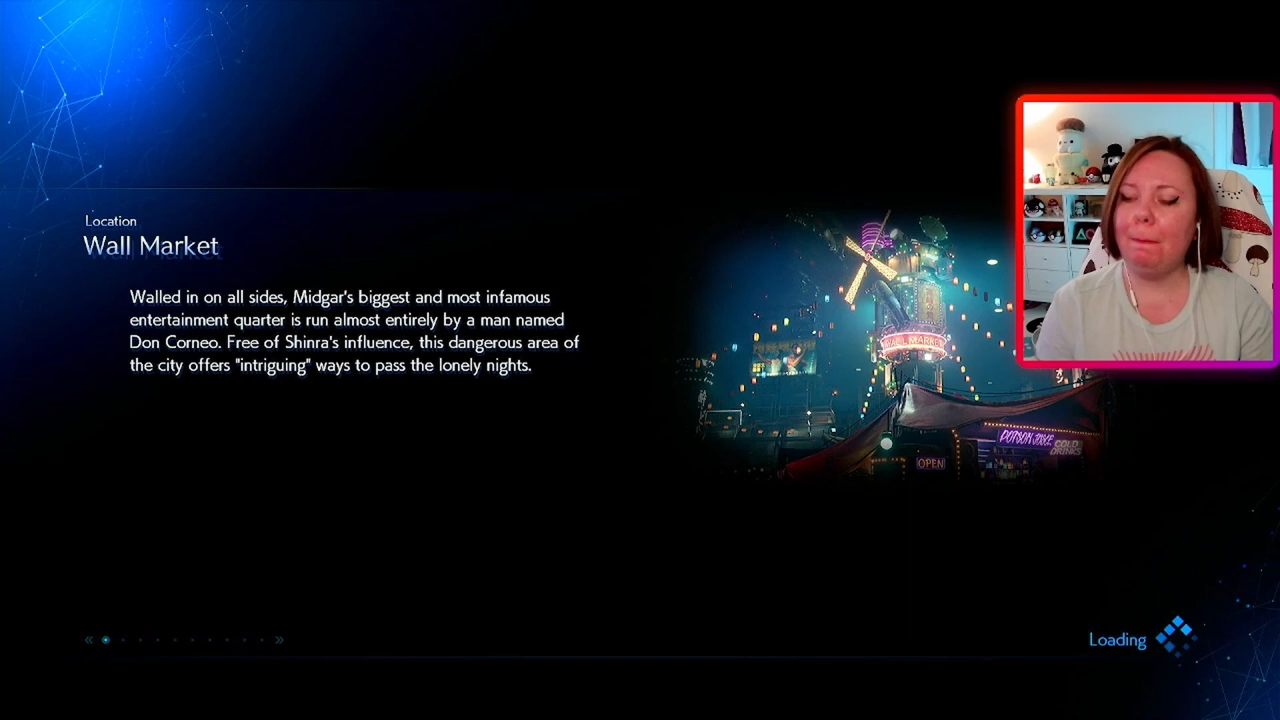 Location
Wall Market
Walled in on all sides, Midgar's biggest and most infamous
entertainment quarter is run almost entirely by a man named
Don Corneo. Free of Shinra's influence, this dangerous area of
the city offers "intriguing" ways to pass the lonely nights.
WALL MARKET
COLD
DRINKS
OPEN
Loading